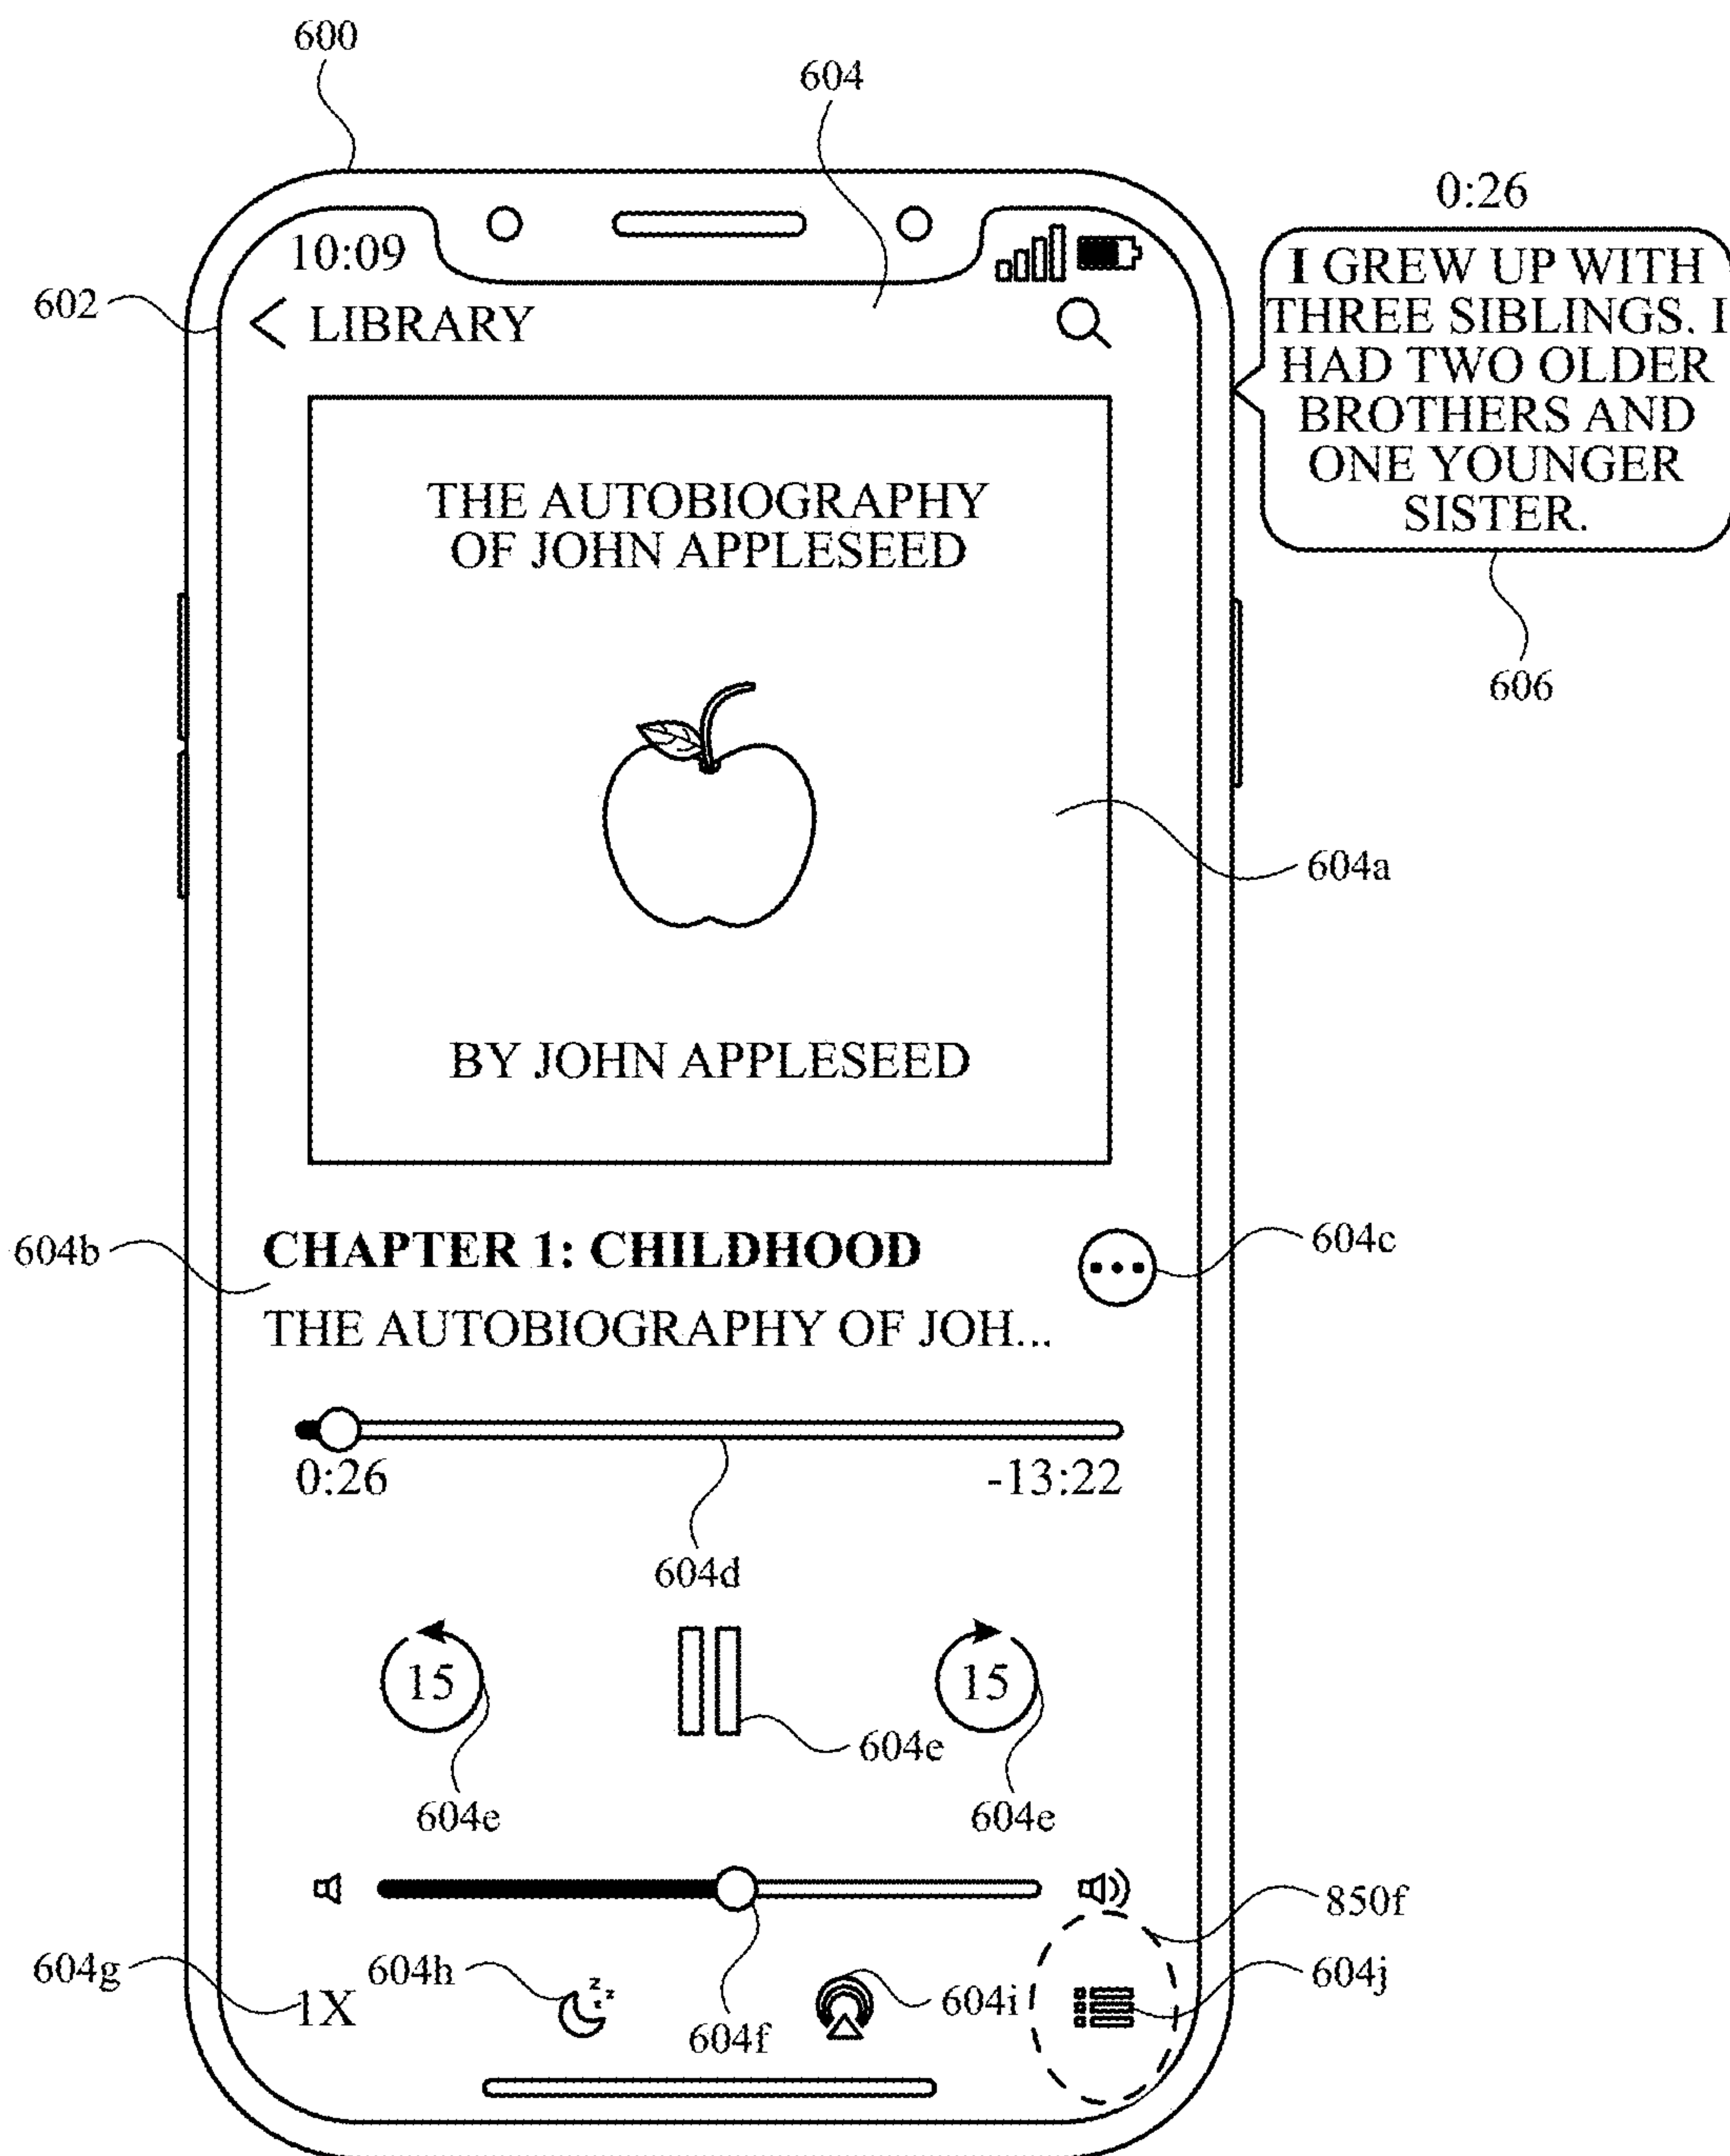 600
604
0:26
10:09
602
< LIBRARY
I GREW UP WITH
THREE SIBLINGS. I
HAD TWO OLDER
BROTHERS AND
ONE YOUNGER
SISTER.
606
THE AUTOBIOGRAPHY
OF JOHN APPLESEED
604a
BY JOHN APPLESEED
604b
CHAPTER 1: CHILDHOOD
604c
THE AUTOBIOGRAPHY OF JOH...
0:26
-13:22
604d
15
15
604e
604e
604e
850f
604g
604h
604i
604j
1X
zzz
604f